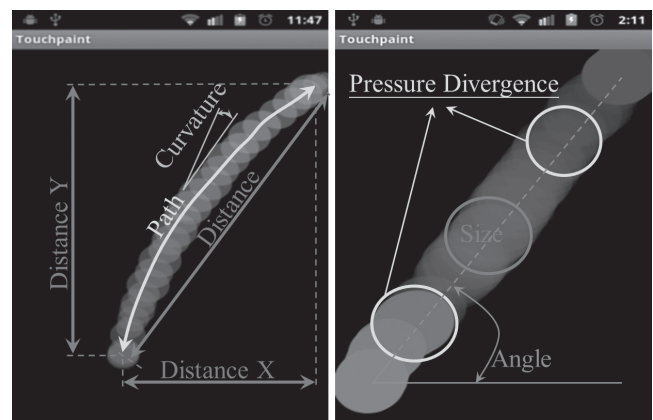 11:47
Touchpaint
Curvature
Path
Distance
Distance Y
Distance X
2:11
Touchpaint
Pressure Divergence
Size
Angle